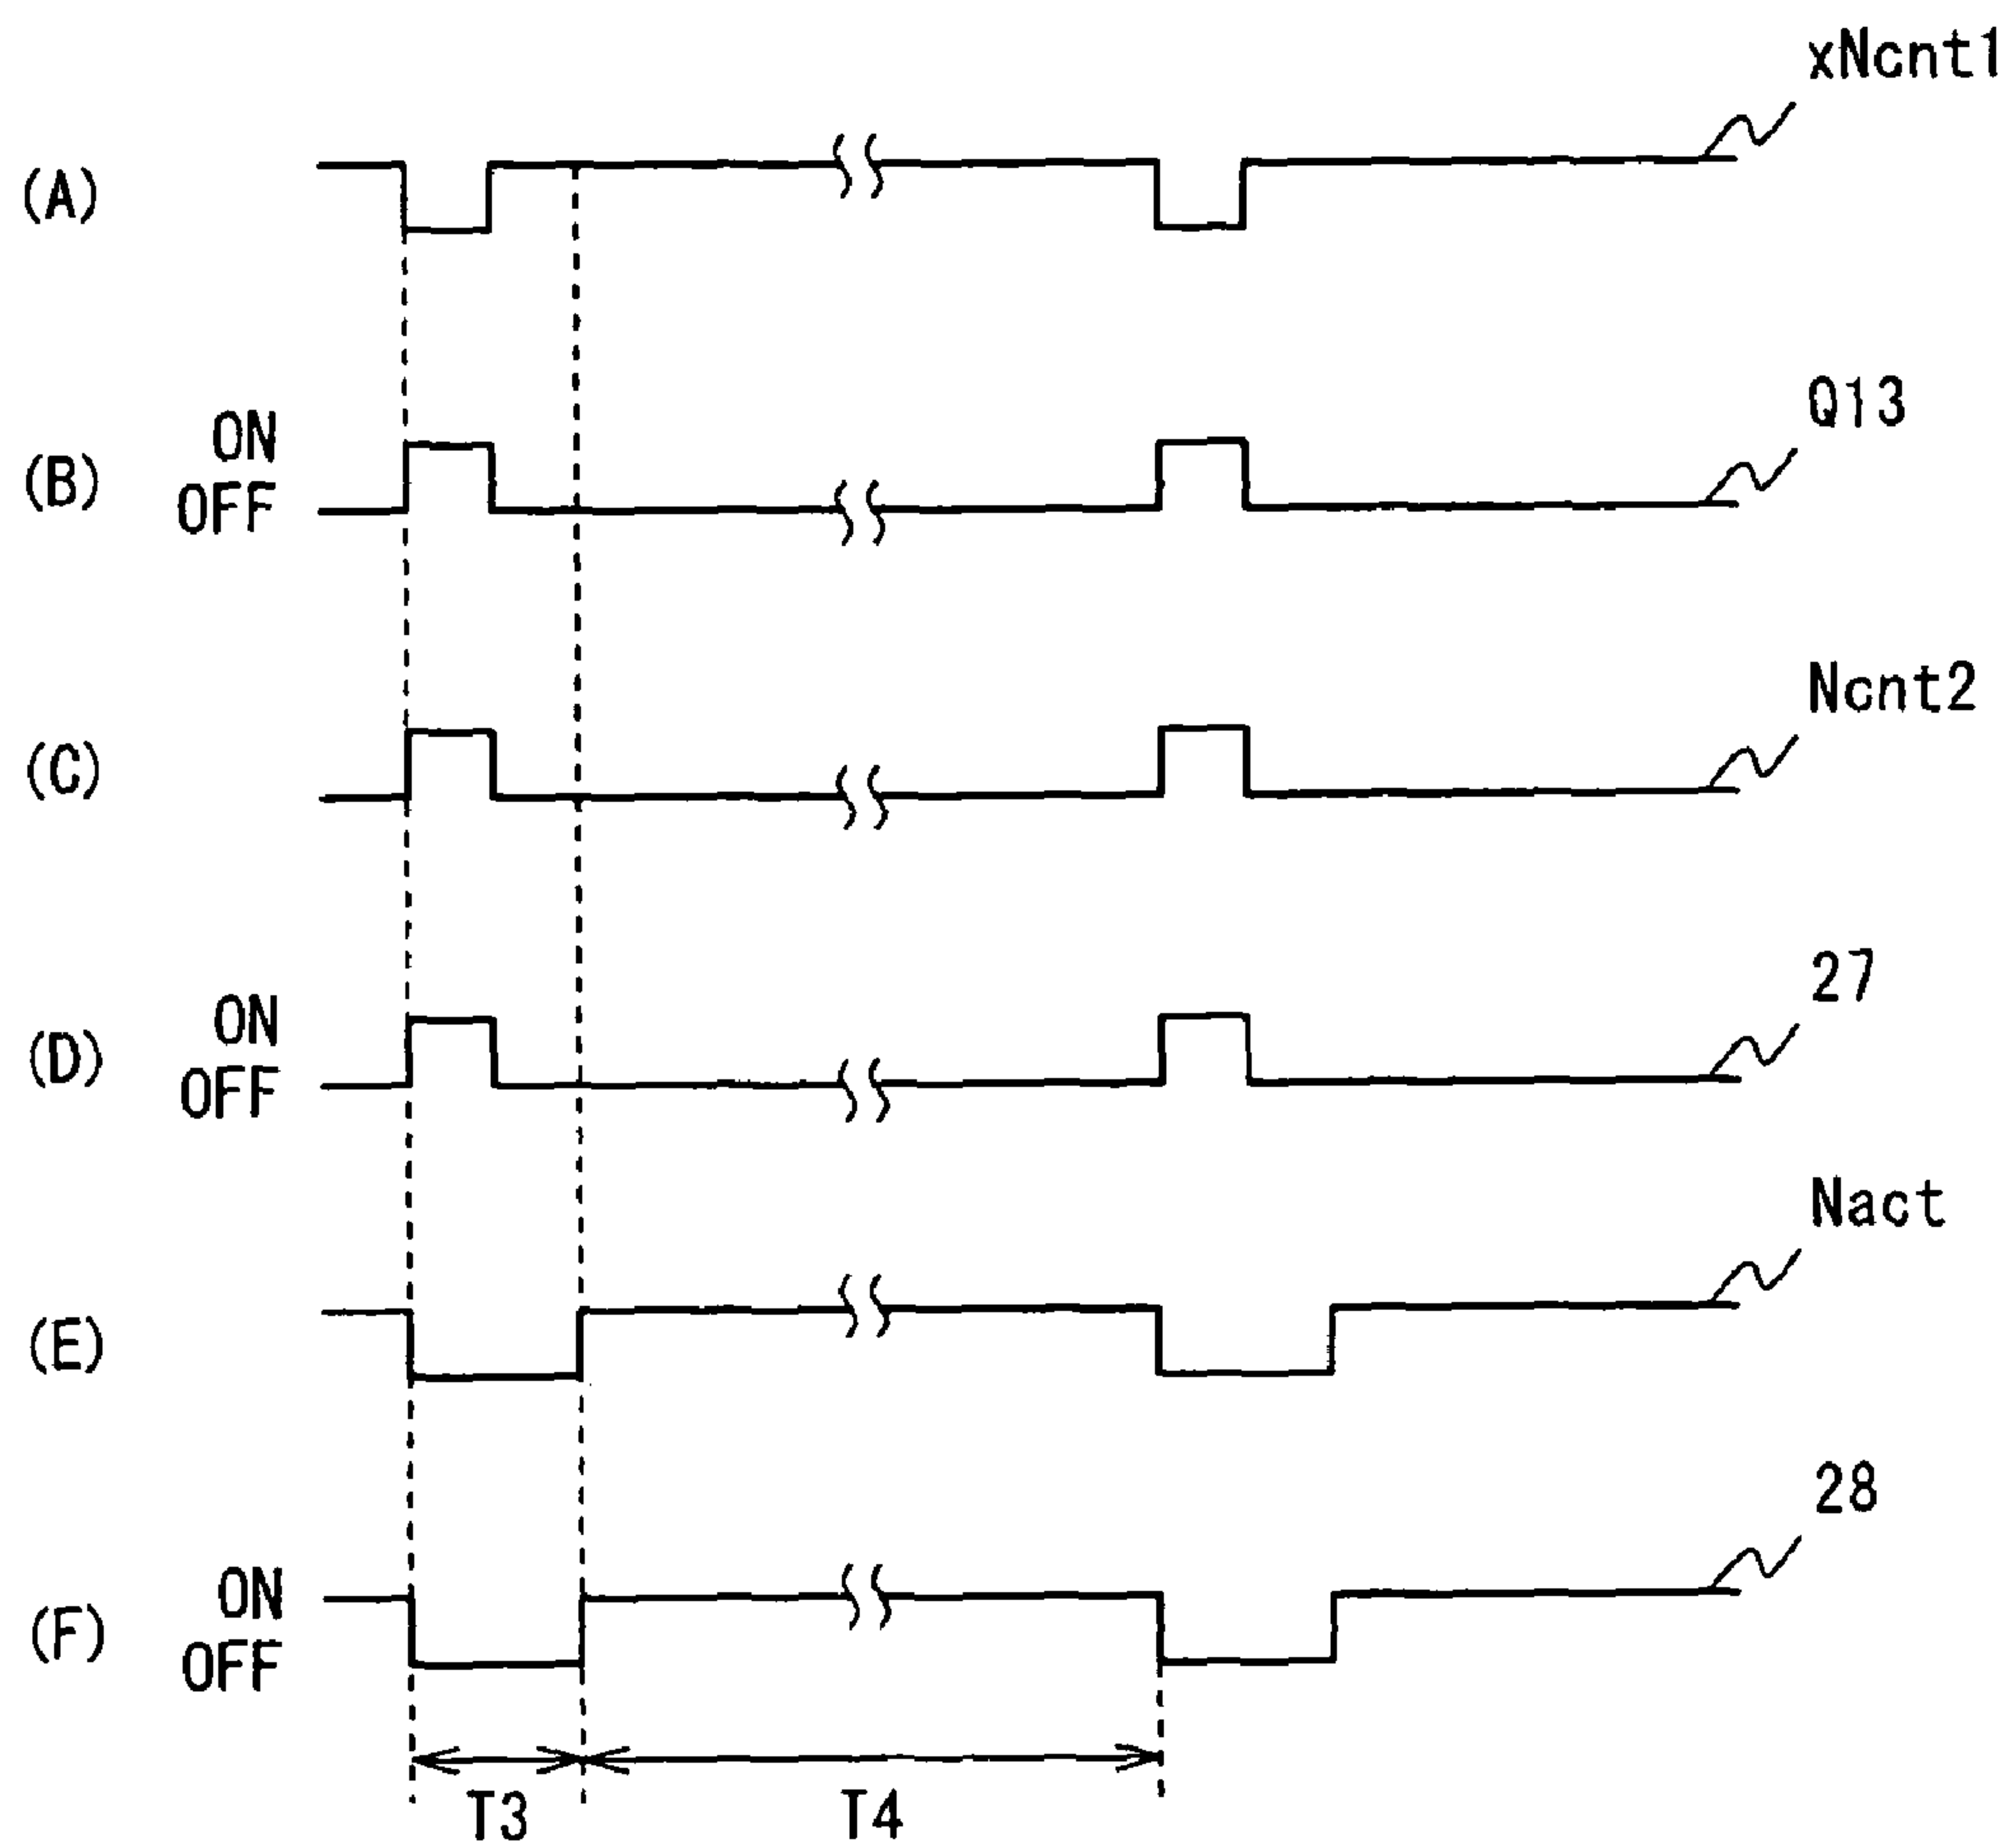 xNcnt1
(A)
Q13
ON
(B)
OFF
Ncnt2
(C)
27
ON
(D)
OFF
Nact
(E)
28
ON
(F)
OFF
T3
T4